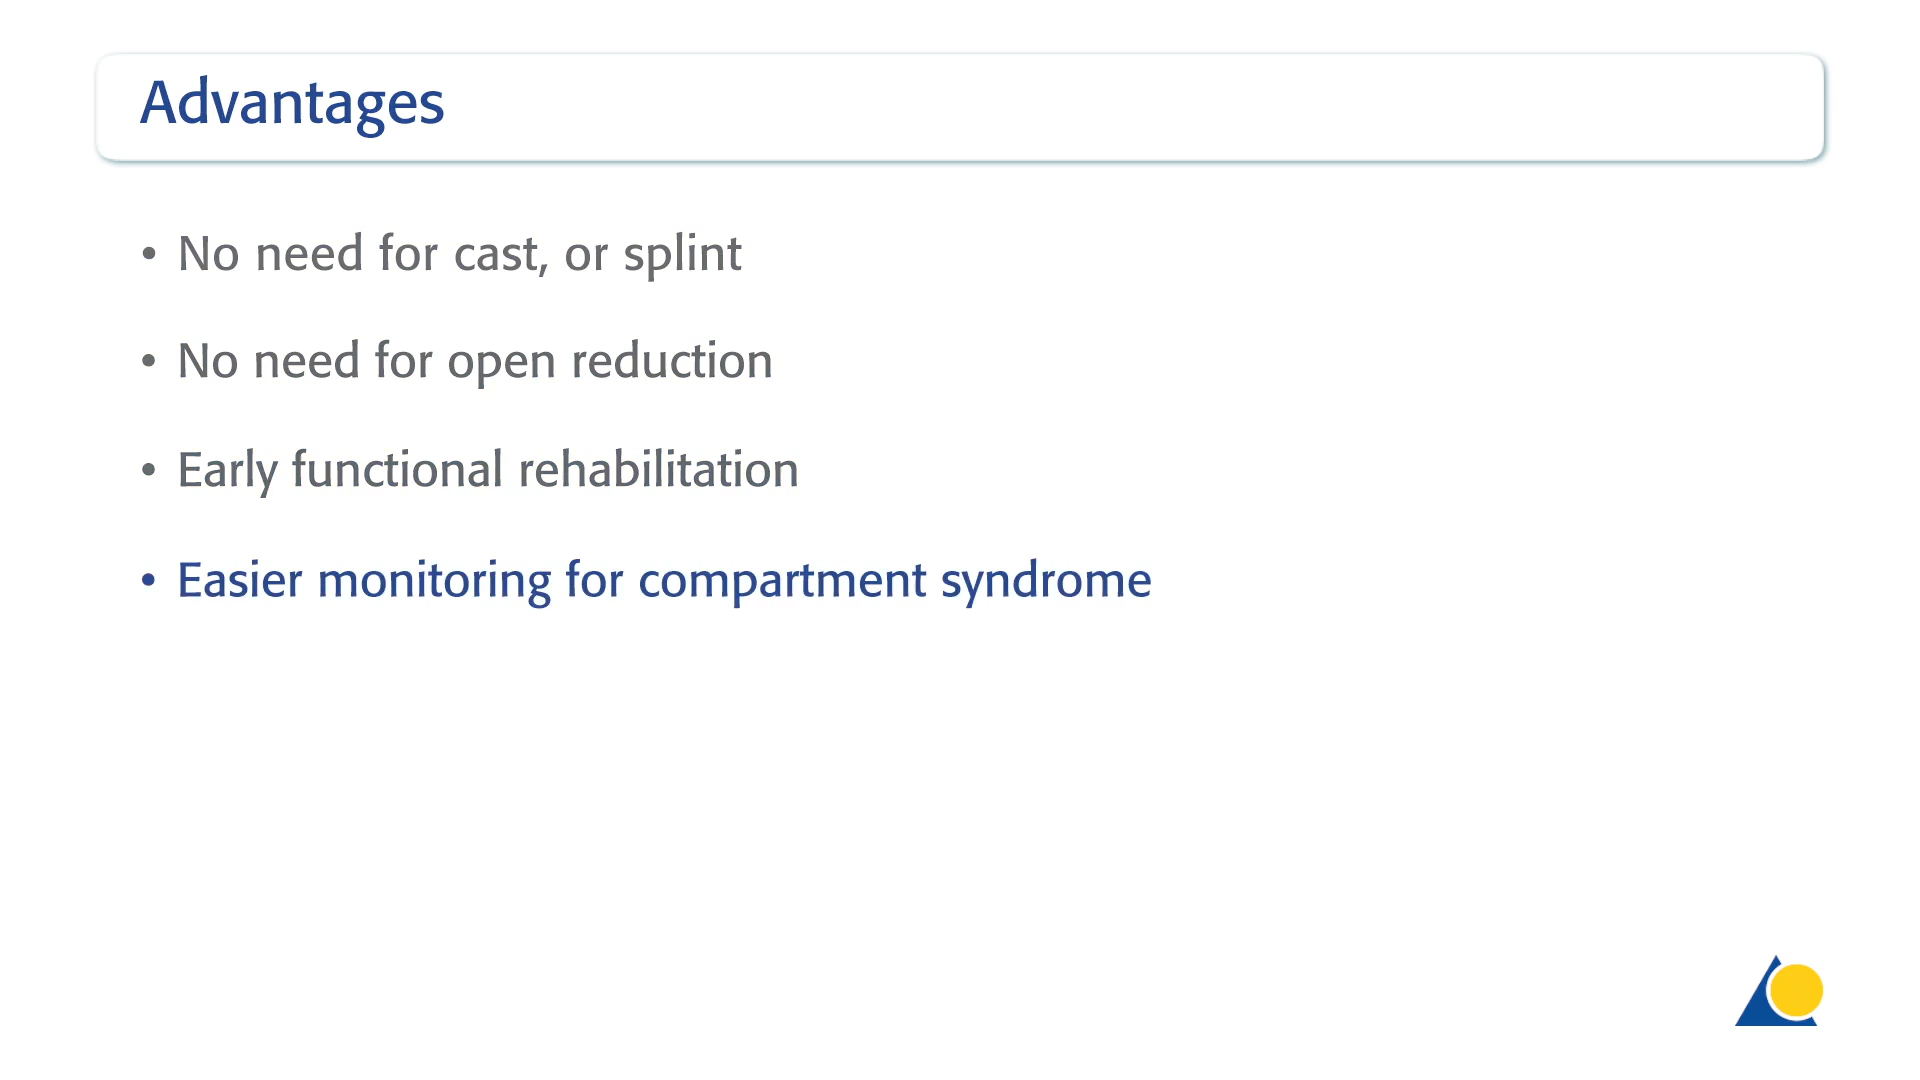 Advantages
• No need for cast, or splint
• No need for open reduction
• Early functional rehabilitation
• Easier monitoring for compartment syndrome